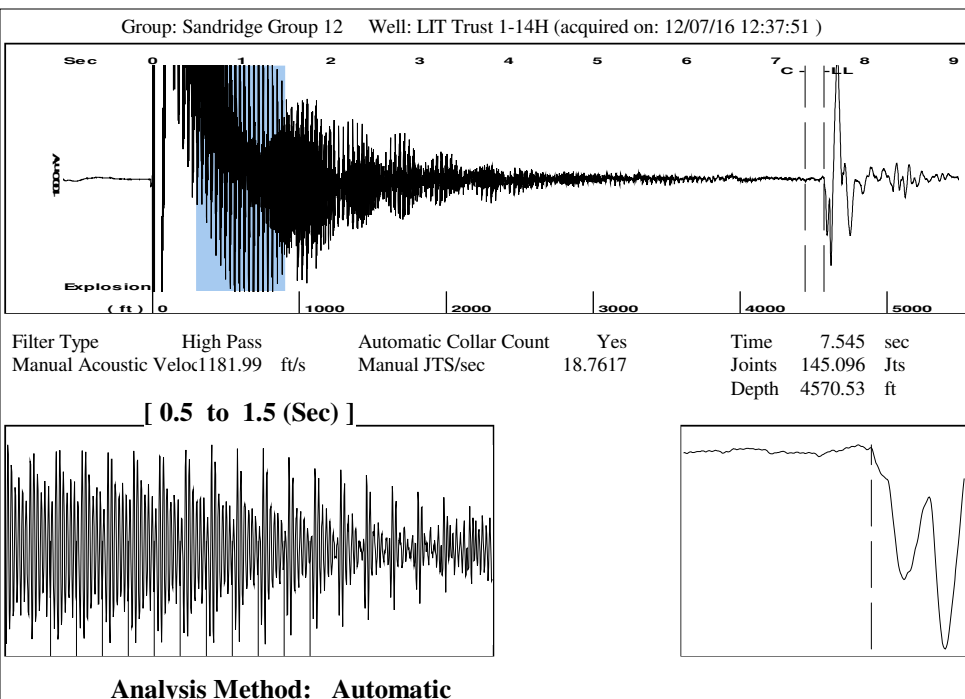 Group: Sandridge Group 12 Well: LIT Trust 1-14H (acquired on: 12/07/16 12:37:51 )
Sec 0 1 2 3 4 5 6 7 8 9
C - -LL
Explosion
( ft ) 0 1000 2000 3000 4000 5000
Filter Type High Pass Automatic Collar Count Yes Time 7.545 sec
Manual Acoustic Veloc1181.99 ft/s Manual JTS/sec 18.7617 Joints 145.096 Jts
Depth 4570.53 ft
[ 0.5 to 1.5 (Sec) ]
Analysis Method: Automatic